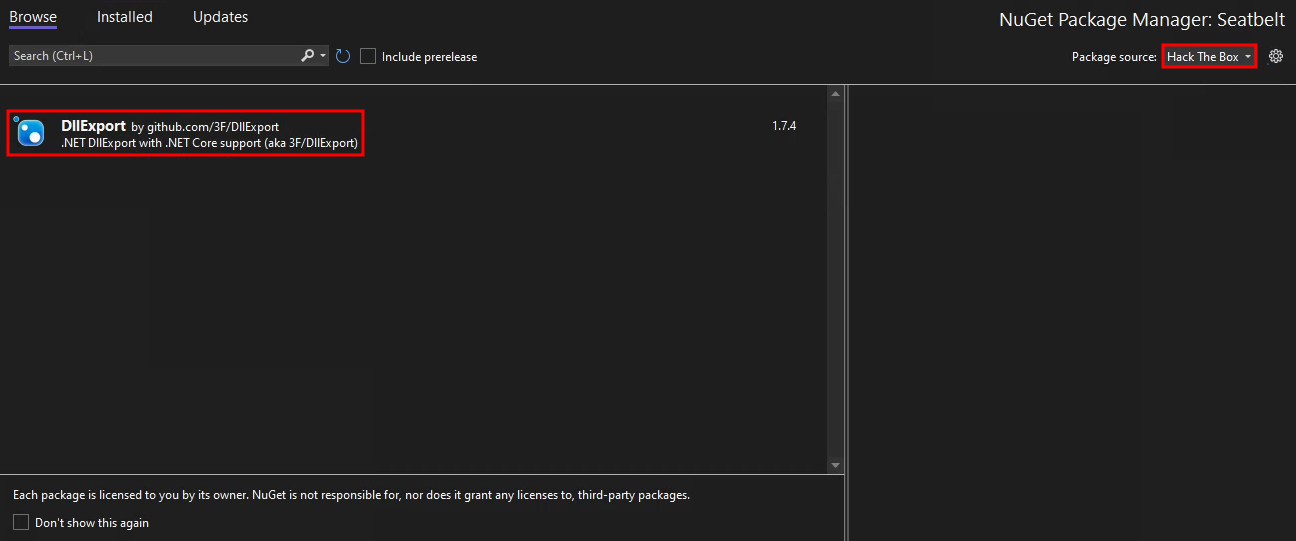 Browse Installed Updates NuGet Package Manager: Seatbelt
Search (Ctrl+L) Include prerelease Package source: Hack The Box
DllExport by github.com/3F/DllExport 1.7.4
.NET DllExport with .NET Core support (aka 3F/DllExport)
Each package is licensed to you by its owner. NuGet is not responsible for, nor does it grant any licenses to, third-party packages.
Don't show this again